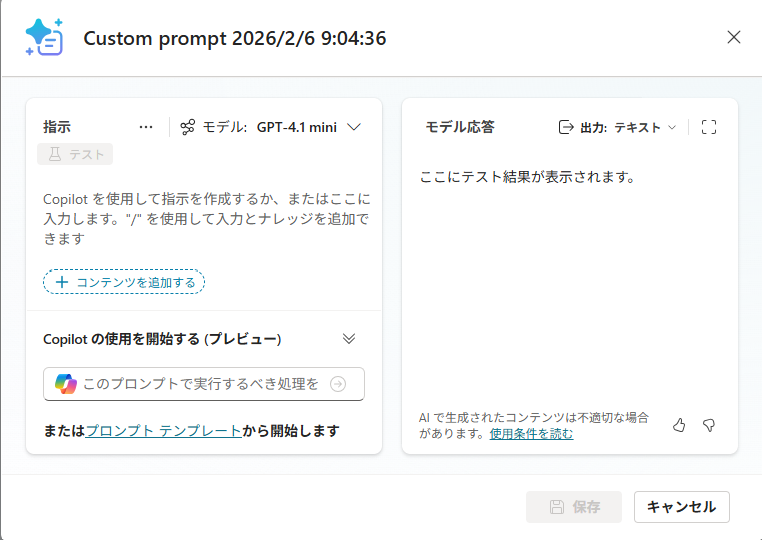 Custom prompt 2026/2/6 9:04:36
指示
モデル: GPT-4.1 mini
テスト
Copilot を使用して指示を作成するか、またはここに
入力します。"/" を使用して入力とナレッジを追加で
きます
コンテンツを追加する
Copilot の使用を開始する (プレビュー)
このプロンプトで実行するべき処理を
またはプロンプト テンプレートから開始します
モデル応答
出力: テキスト
ここにテスト結果が表示されます。
AI で生成されたコンテンツは不適切な場合
があります。使用条件を読む
保存
キャンセル